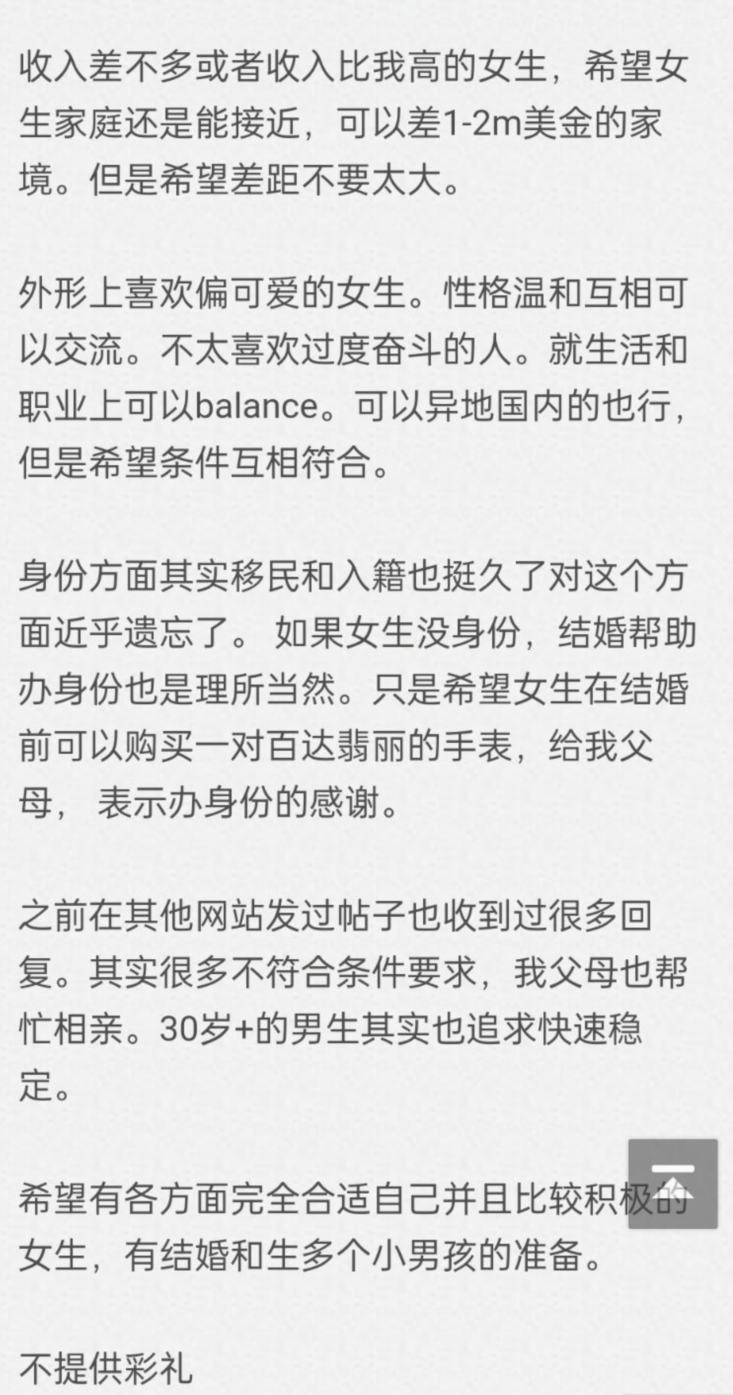 收入差不多或者收入比我高的女生，希望女
生家庭还是能接近，可以差1-2m美金的家
境。但是希望差距不要太大。
外形上喜欢偏可爱的女生。性格温和互相可
以交流。不太喜欢过度奋斗的人。就生活和
职业上可以balance。可以异地国内的也行，
但是希望条件互相符合。
身份方面其实移民和入籍也挺久了对这个方
面近乎遗忘了。 如果女生没身份，结婚帮助
办身份也是理所当然。只是希望女生在结婚
前可以购买一对百达翡丽的手表，给我父
母， 表示办身份的感谢。
之前在其他网站发过帖子也收到过很多回
复。其实很多不符合条件要求，我父母也帮
忙相亲。30岁+的男生其实也追求快速稳
定。
希望有各方面完全合适自己并且比较积极的
女生，有结婚和生多个小男孩的准备。
不提供彩礼